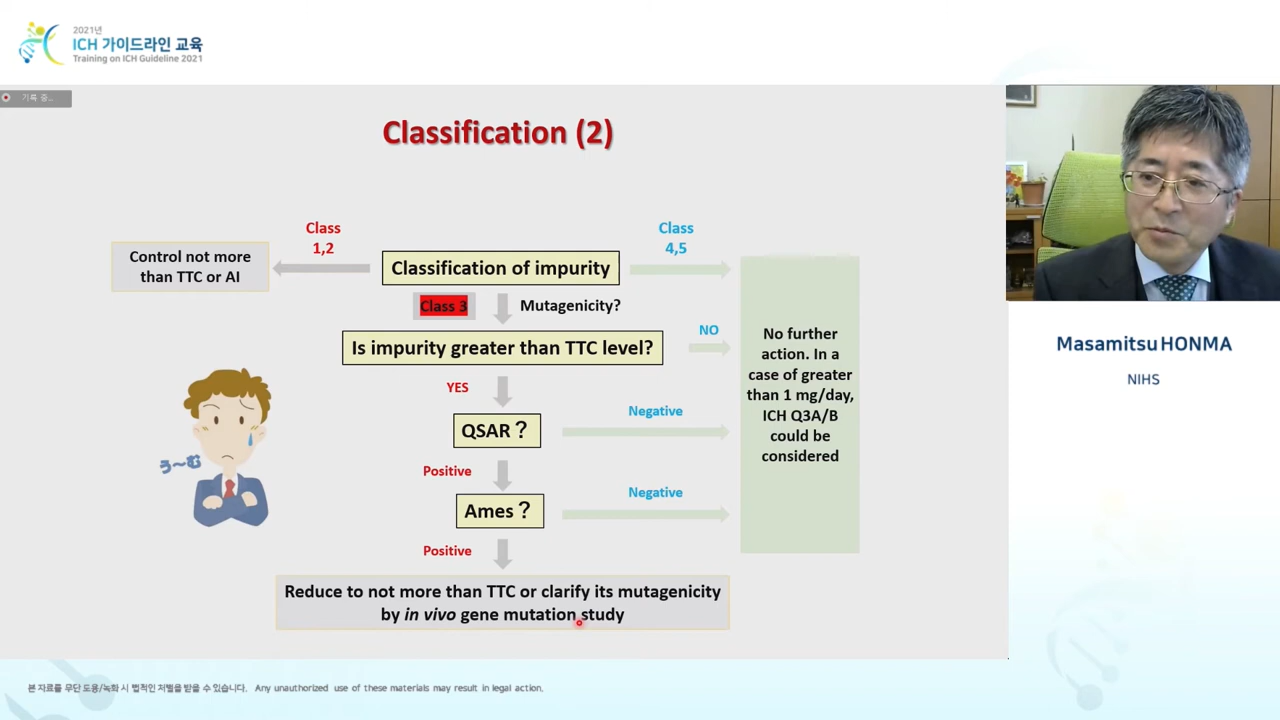 2021년
ICH 가이드라인 교육
Training on ICH Guideline 2021
기록 중...
Classification (2)
Class
1,2
Class
4,5
Control not more
than TTC or AI
Classification of impurity
Class 3
Mutagenicity?
Is impurity greater than TTC level?
NO
YES
QSAR ?
Negative
Positive
Ames ?
Negative
Positive
Reduce to not more than TTC or clarify its mutagenicity
by in vivo gene mutation study
No further
action. In a
case of greater
than 1 mg/day,
ICH Q3A/B
could be
considered
う～む
Masamitsu HONMA
NIHS
본 자료를 무단 도용/녹화 시 법적인 처벌을 받을 수 있습니다. Any unauthorized use of these materials may result in legal action.